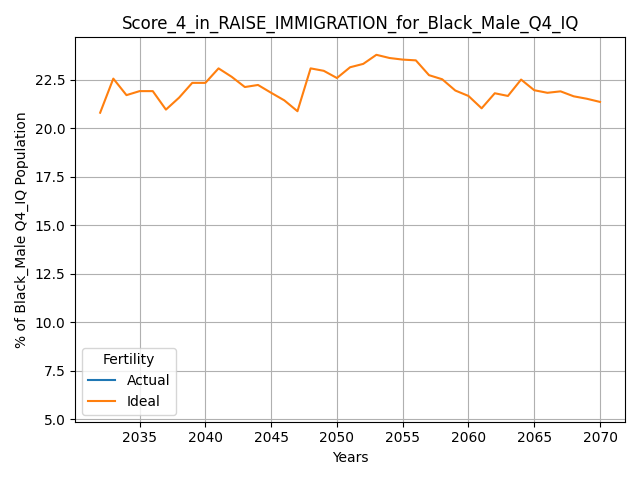 Score_4_in_RAISE_IMMIGRATION_for_Black_Male_Q4_IQ
% of Black_Male Q4_IQ Population
22.5
20.0
17.5
15.0
12.5
10.0
7.5
5.0
Fertility
Actual
Ideal
2035 2040 2045 2050 2055 2060 2065 2070
Years